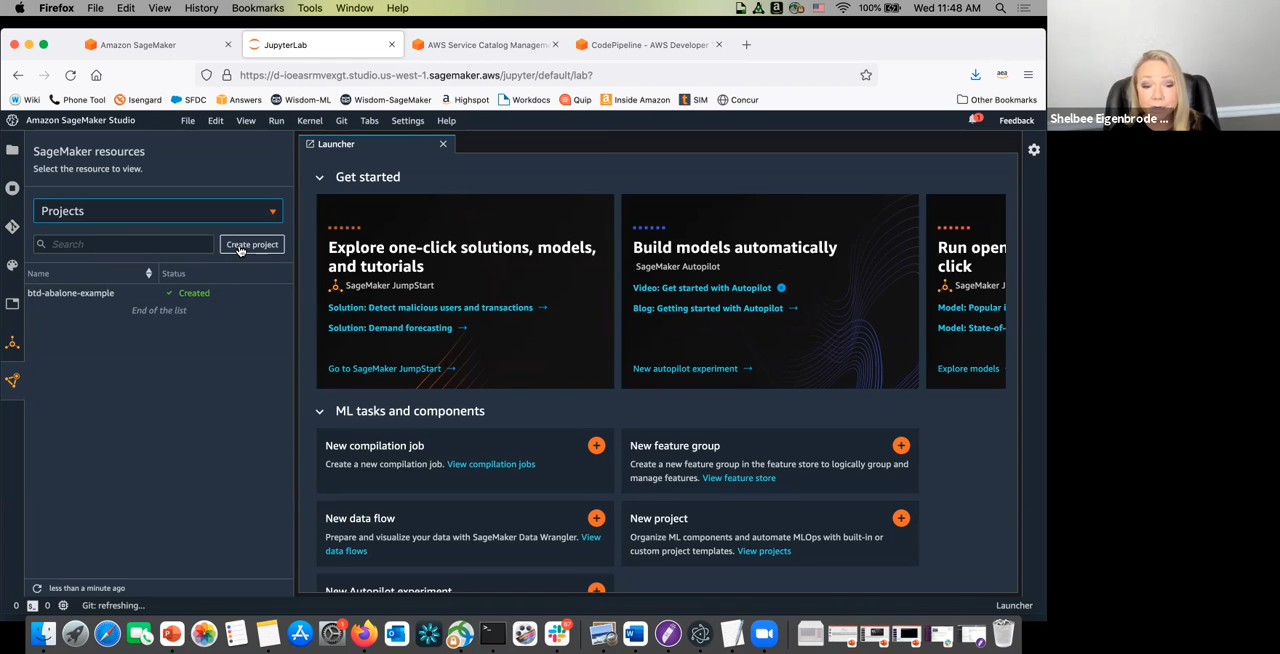 Firefox File Edit View History Bookmarks Tools Window Help
100% Wed 11:48 AM
Amazon SageMaker
JupyterLab
AWS Service Catalog Manageme
CodePipeline - AWS Developer
https://d-ioeasrmvexgt.studio.us-west-1.sagemaker.aws/jupyter/default/lab?
aea
Wiki Phone Tool Isengard SFDC Answers Wisdom-ML Wisdom-SageMaker Highspot Workdocs Quip Inside Amazon SIM Concur Other Bookmarks
Shelbee Eigenbrode ...
Amazon SageMaker Studio File Edit View Run Kernel Git Tabs Settings Help
1
Feedback
SageMaker resources
Select the resource to view.
Projects
Search
Create project
Name Status
btd-abalone-example Created
End of the list
less than a minute ago
Launcher
Get started
Explore one-click solutions, models,
and tutorials
SageMaker JumpStart
Solution: Detect malicious users and transactions →
Solution: Demand forecasting →
Go to SageMaker JumpStart →
Build models automatically
SageMaker Autopilot
Video: Get started with Autopilot
Blog: Getting started with Autopilot →
New autopilot experiment →
Run open
click
SageMaker J
Model: Popular i
Model: State-of-
Explore models
ML tasks and components
New compilation job
Create a new compilation job. View compilation jobs
New feature group
Create a new feature group in the feature store to logically group and
manage features. View feature store
New data flow
Prepare and visualize your data with SageMaker Data Wrangler. View
data flows
New project
Organize ML components and automate MLOps with built-in or
custom project templates. View projects
New Autopilot experiment
0 $_ 0 Git: refreshing...
Launcher
1
67